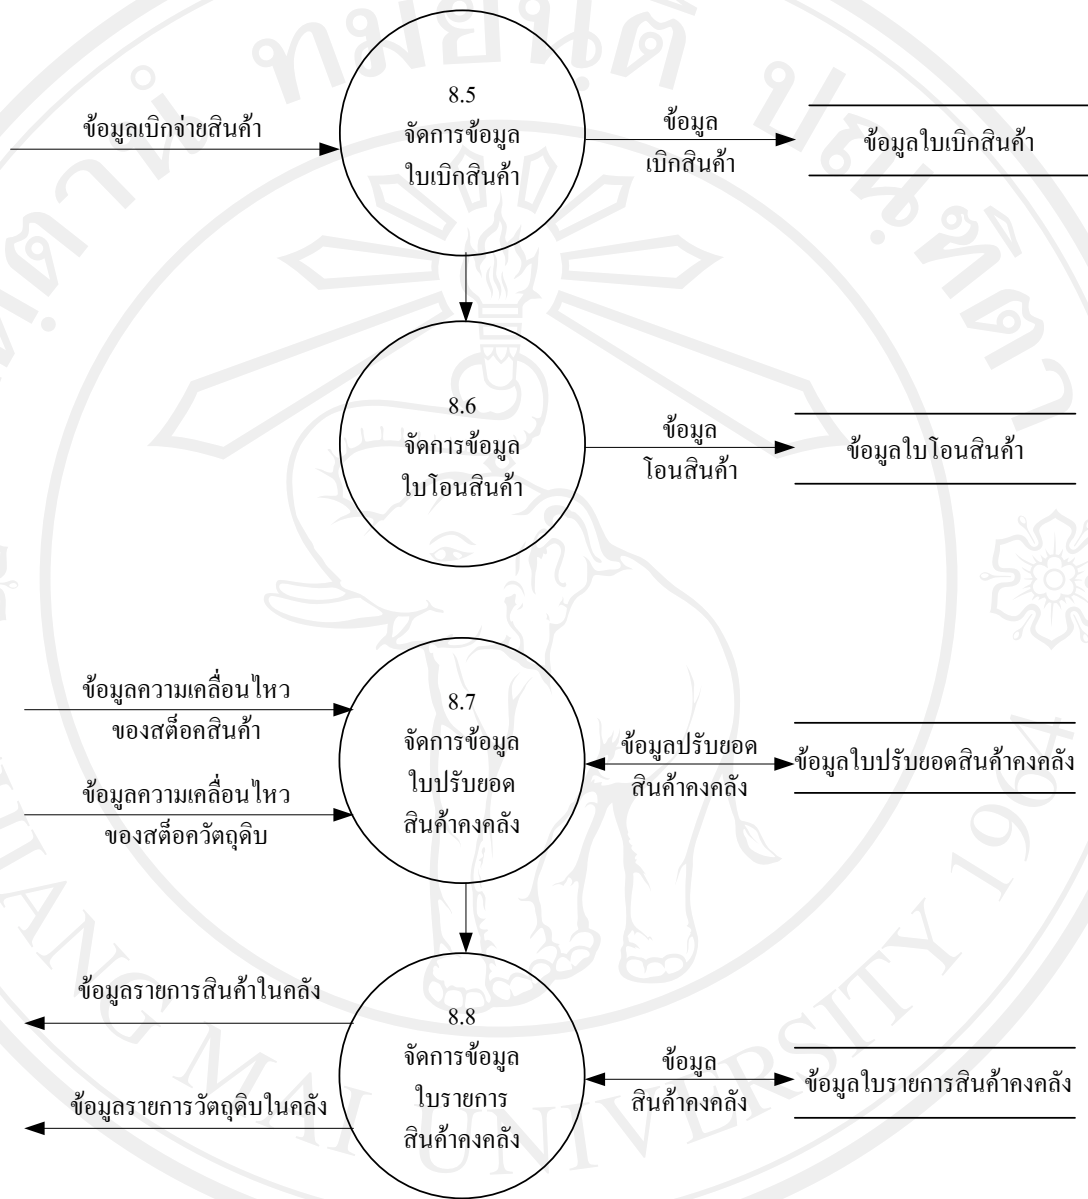 8.5
จัดการข้อมูล
ใบเบิกสินค้า
ข้อมูลเบิกจ่ายสินค้า
ข้อมูล
เบิกสินค้า
ข้อมูลใบเบิกสินค้า
8.6
จัดการข้อมูล
ใบโอนสินค้า
ข้อมูล
โอนสินค้า
ข้อมูลใบโอนสินค้า
ข้อมูลความเคลื่อนไหว
ของสต็อคสินค้า
ข้อมูลความเคลื่อนไหว
ของสต็อควัตถุดิบ
8.7
จัดการข้อมูล
ใบปรับยอด
สินค้าคงคลัง
ข้อมูลปรับยอด
สินค้าคงคลัง
ข้อมูลใบปรับยอดสินค้าคงคลัง
ข้อมูลรายการสินค้าในคลัง
ข้อมูลรายการวัตถุดิบในคลัง
8.8
จัดการข้อมูล
ใบรายการ
สินค้าคงคลัง
ข้อมูล
สินค้าคงคลัง
ข้อมูลใบรายการสินค้าคงคลัง
MAI UNIVERSITY 1964